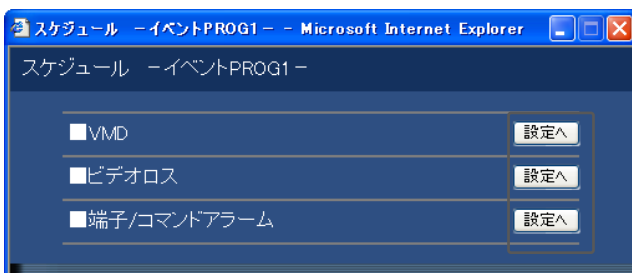 スケジュール －イベントPROG1－ - Microsoft Internet Explorer
スケジュール －イベントPROG1－
■VMD 設定へ
■ビデオロス 設定へ
■端子/コマンドアラーム 設定へ